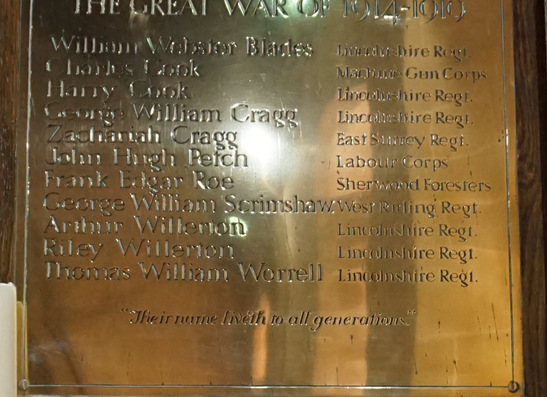 THE GREAT WAR OF 1914-1919
William Webster Blades Lincolnshire Regt.
Charles Cook Machine Gun Corps
Harry Cook Lincolnshire Regt.
George William Cragg Lincolnshire Regt.
Zachariah Cragg East Surrey Regt.
John Hugh Petch Labour Corps
Frank Edgar Roe Sherwood Foresters
George William Scrimshaw West Riding Regt.
Arthur Willerton Lincolnshire Regt.
Riley Willerton Lincolnshire Regt.
Thomas William Worrell Lincolnshire Regt.
"Their name liveth to all generations."